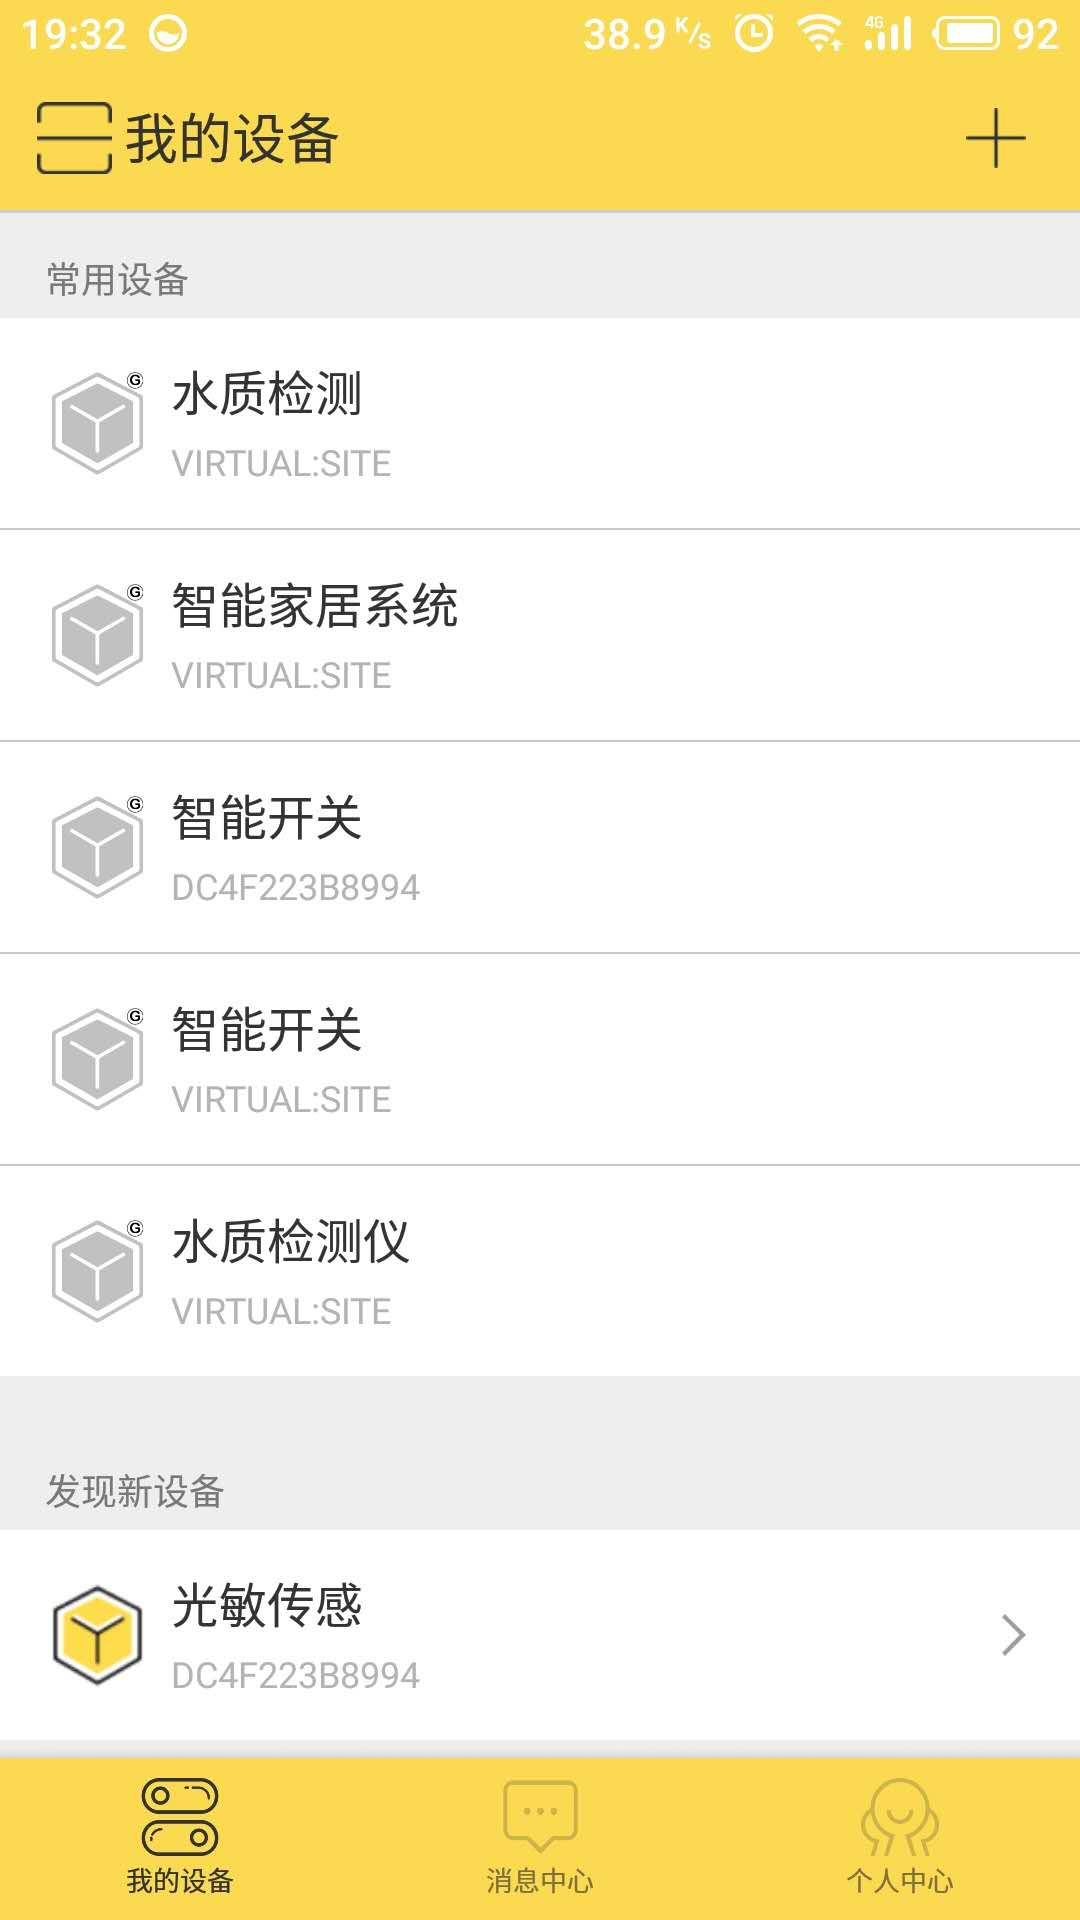 19:32 38.9 K/S 4G 92
我的设备
常用设备
G
水质检测
VIRTUAL:SITE
G
智能家居系统
VIRTUAL:SITE
G
智能开关
DC4F223B8994
G
智能开关
VIRTUAL:SITE
G
水质检测仪
VIRTUAL:SITE
发现新设备
光敏传感
DC4F223B8994
我的设备 消息中心 个人中心